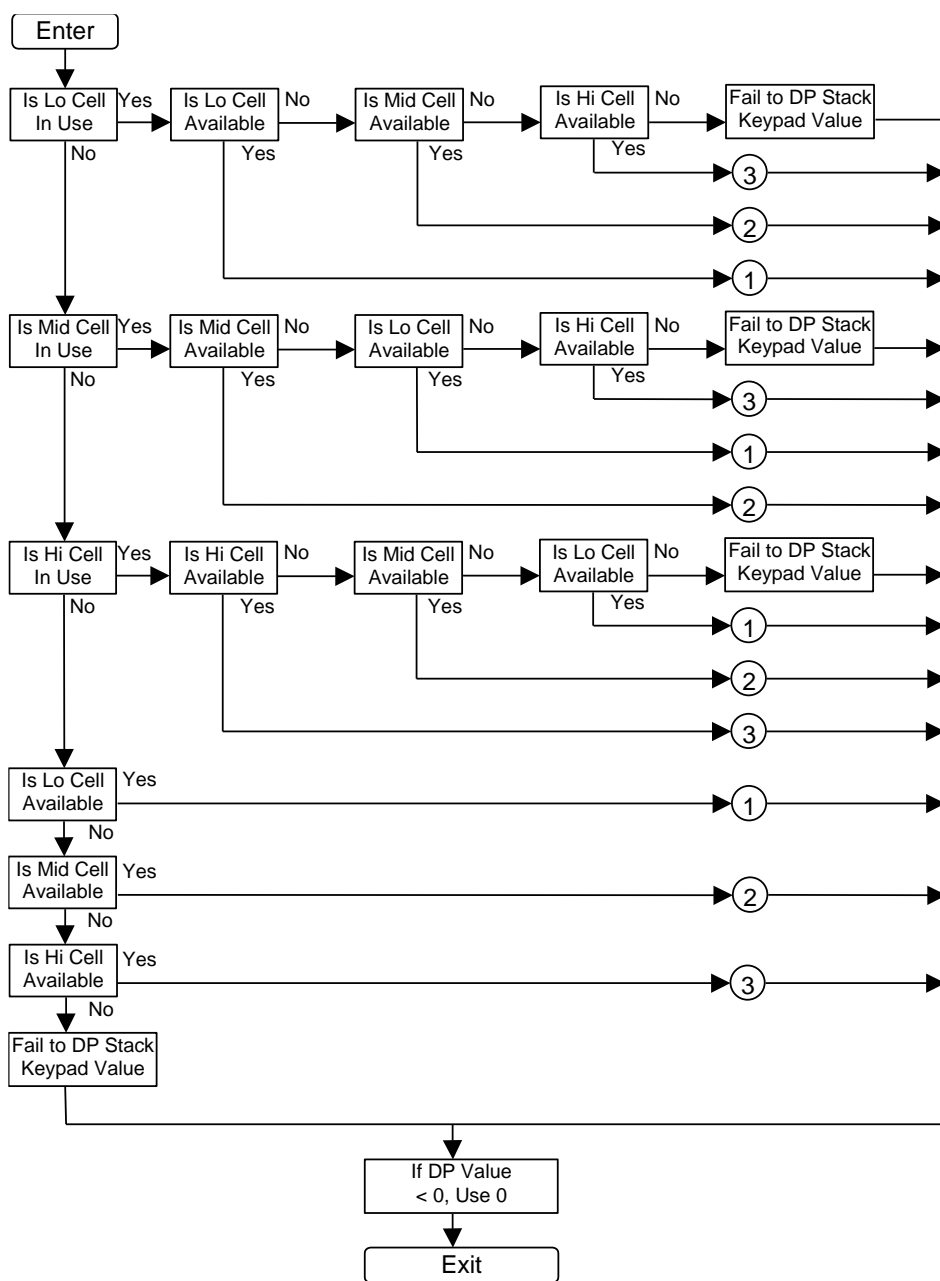 Enter
Is Lo Cell
In Use
Yes
Is Lo Cell
Available
No
Is Mid Cell
Available
No
Is Hi Cell
Available
No
Fail to DP Stack
Keypad Value
No
Yes
Yes
Yes
3
2
1
Is Mid Cell
In Use
Yes
Is Mid Cell
Available
No
Is Lo Cell
Available
No
Is Hi Cell
Available
No
Fail to DP Stack
Keypad Value
No
Yes
Yes
Yes
3
1
2
Is Hi Cell
In Use
Yes
Is Hi Cell
Available
No
Is Mid Cell
Available
No
Is Lo Cell
Available
No
Fail to DP Stack
Keypad Value
No
Yes
Yes
Yes
1
2
3
Is Lo Cell
Available
Yes
1
No
Is Mid Cell
Available
Yes
2
No
Is Hi Cell
Available
Yes
3
No
Fail to DP Stack
Keypad Value
If DP Value
< 0, Use 0
Exit